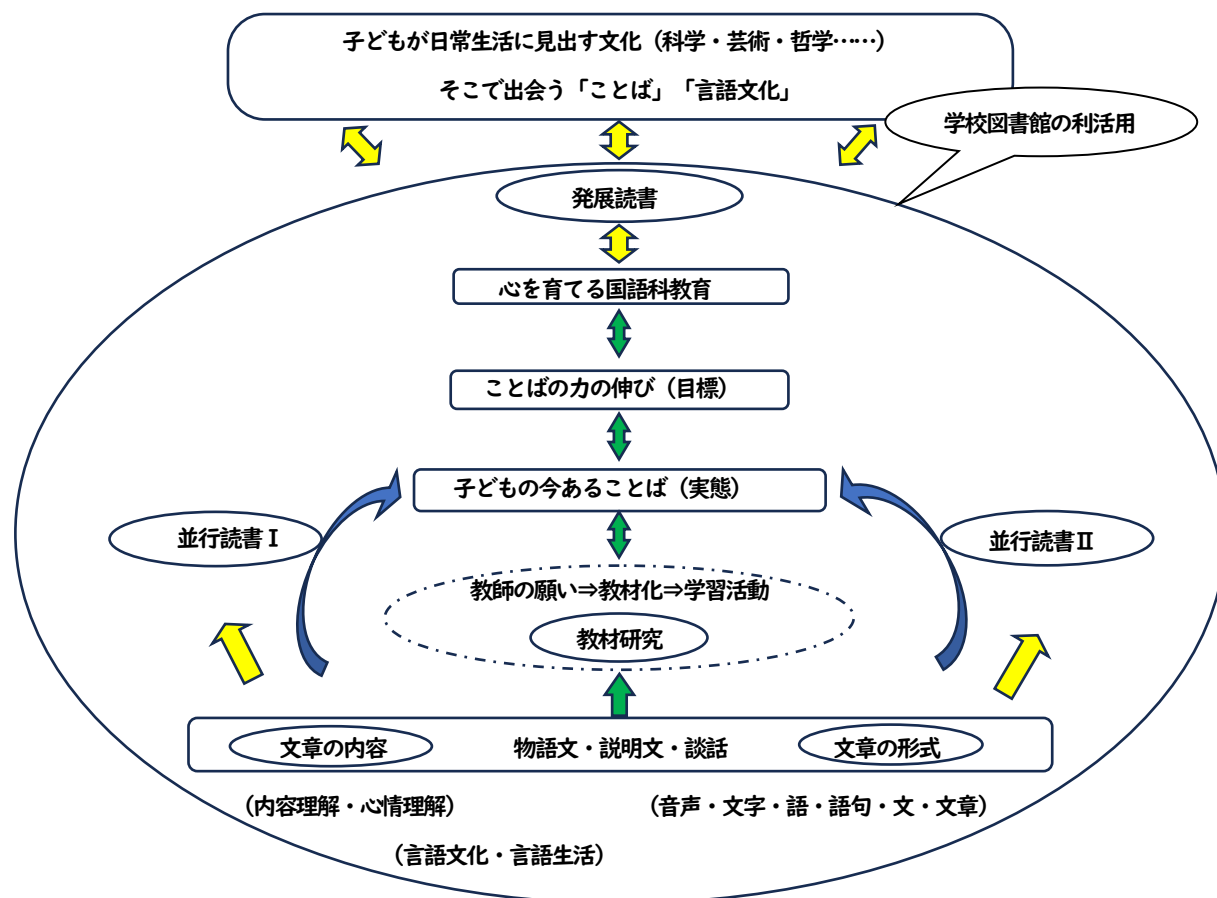 子どもが日常生活に見出す文化(科学・芸術・哲学……)
そこで出会う「ことば」「言語文化」
学校図書館の利活用
発展読書
心を育てる国語科教育
ことばの力の伸び(目標)
子どもの今あることば(実態)
並行読書Ⅰ
並行読書Ⅱ
教師の願い⇒教材化⇒学習活動
教材研究
文章の内容
物語文・説明文・談話
文章の形式
(内容理解・心情理解)
(音声・文字・語・語句・文・文章)
(言語文化・言語生活)